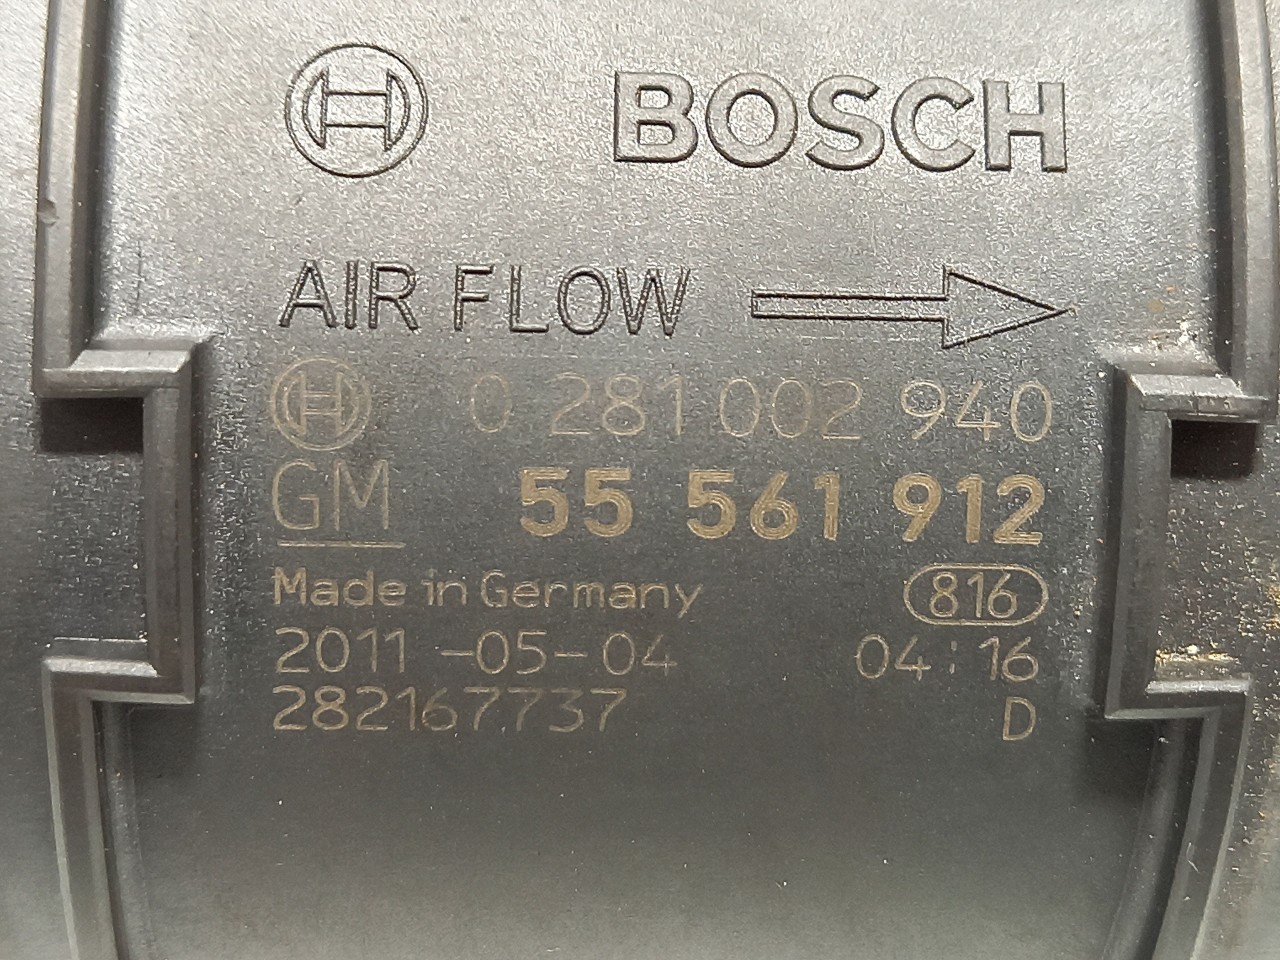 BOSCH
AIR FLOW
0 281 002 940
GM 55 561 912
Made in Germany 816
2011-05-04 04:16
282167737 D